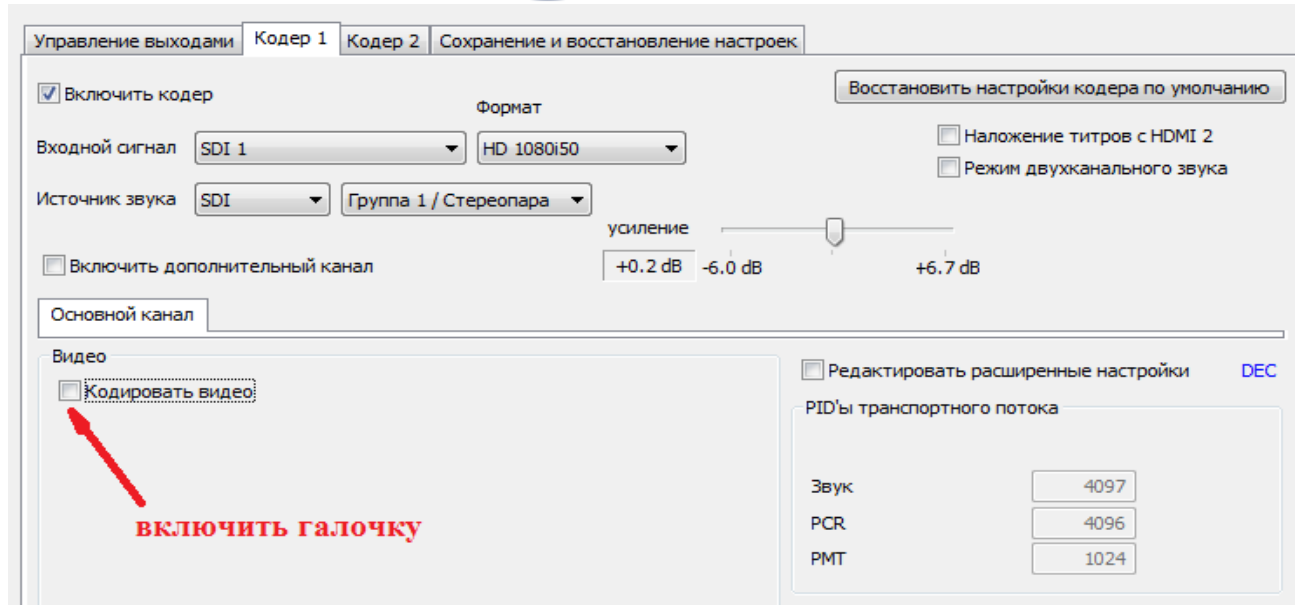 Управление выходами Кодер 1 Кодер 2 Сохранение и восстановление настроек
Включить кодер
Восстановить настройки кодера по умолчанию
Формат
Входной сигнал SDI 1 HD 1080i50
Наложение титров с HDMI 2
Режим двухканального звука
Источник звука SDI Группа 1 / Стереопара
усиление
Включить дополнительный канал
+0.2 dB -6.0 dB +6.7 dB
Основной канал
Видео
Кодировать видео
включить галочку
Редактировать расширенные настройки DEC
PID'ы транспортного потока
Звук 4097
PCR 4096
PMT 1024